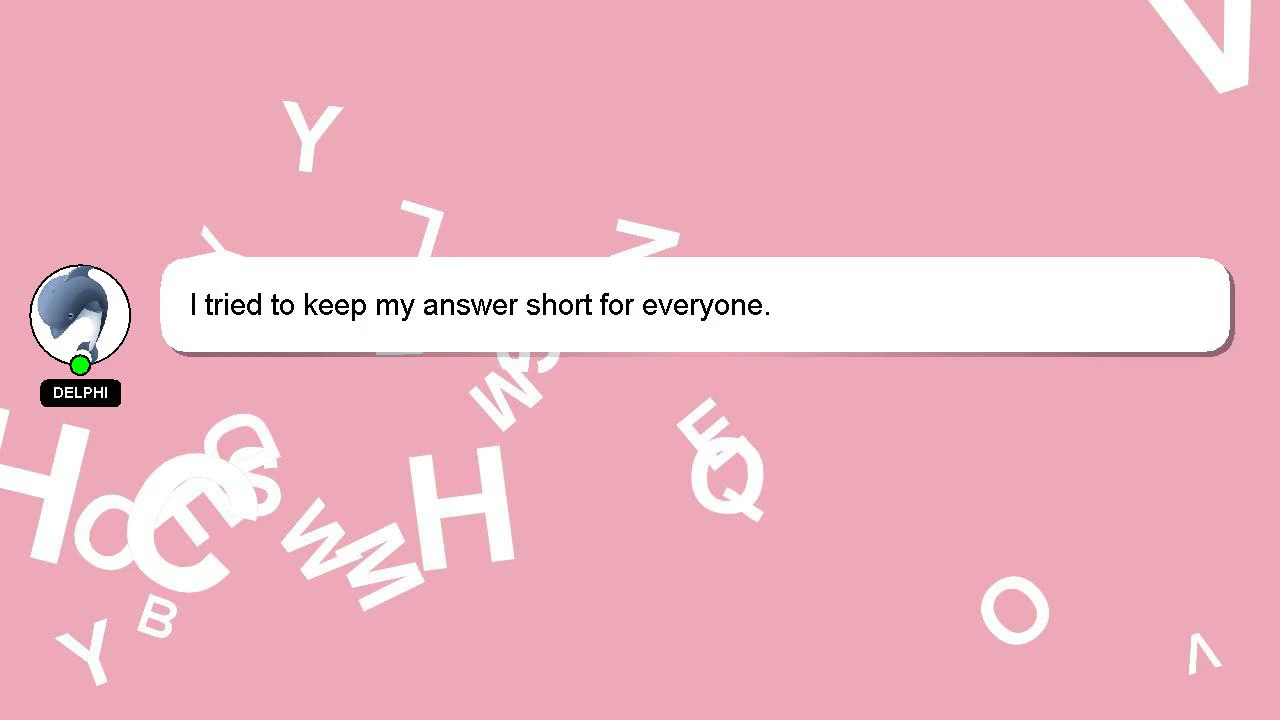 V
Y
L
Y
Z
I tried to keep my answer short for everyone.
DELPHI
S
W
E
Q
H
D
S
C
O
H
W
M
B
Y
O
V